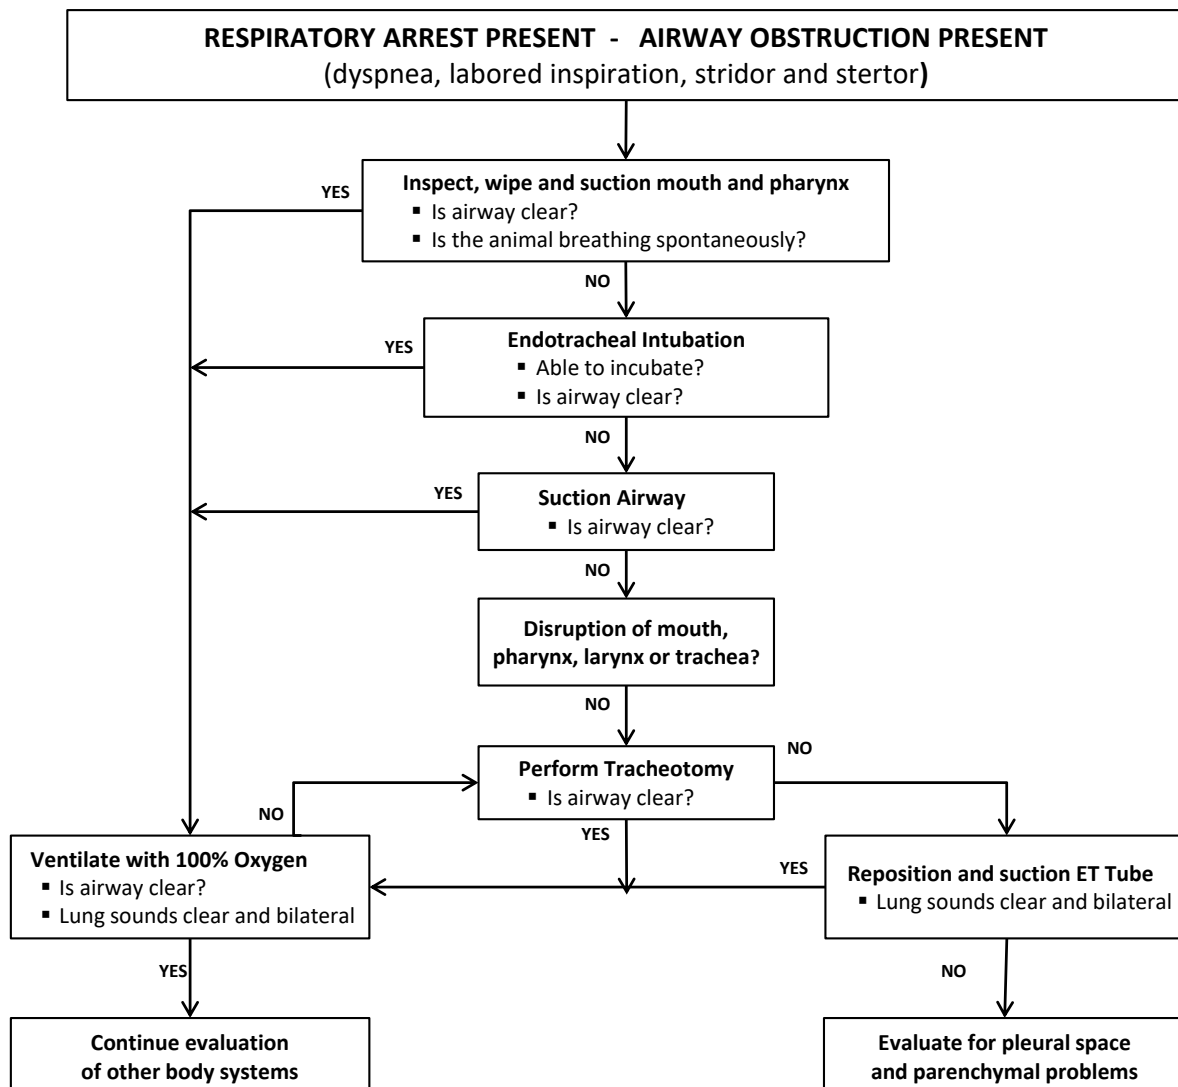 RESPIRATORY ARREST PRESENT - AIRWAY OBSTRUCTION PRESENT
(dyspnea, labored inspiration, stridor and stertor)
YES
Inspect, wipe and suction mouth and pharynx
▪ Is airway clear?
▪ Is the animal breathing spontaneously?
NO
YES
Endotracheal Intubation
▪ Able to incubate?
▪ Is airway clear?
NO
YES
Suction Airway
▪ Is airway clear?
NO
Disruption of mouth,
pharynx, larynx or trachea?
NO
Perform Tracheotomy
▪ Is airway clear?
NO
NO
YES
Ventilate with 100% Oxygen
▪ Is airway clear?
▪ Lung sounds clear and bilateral
YES
Reposition and suction ET Tube
▪ Lung sounds clear and bilateral
YES
NO
Continue evaluation
of other body systems
Evaluate for pleural space
and parenchymal problems